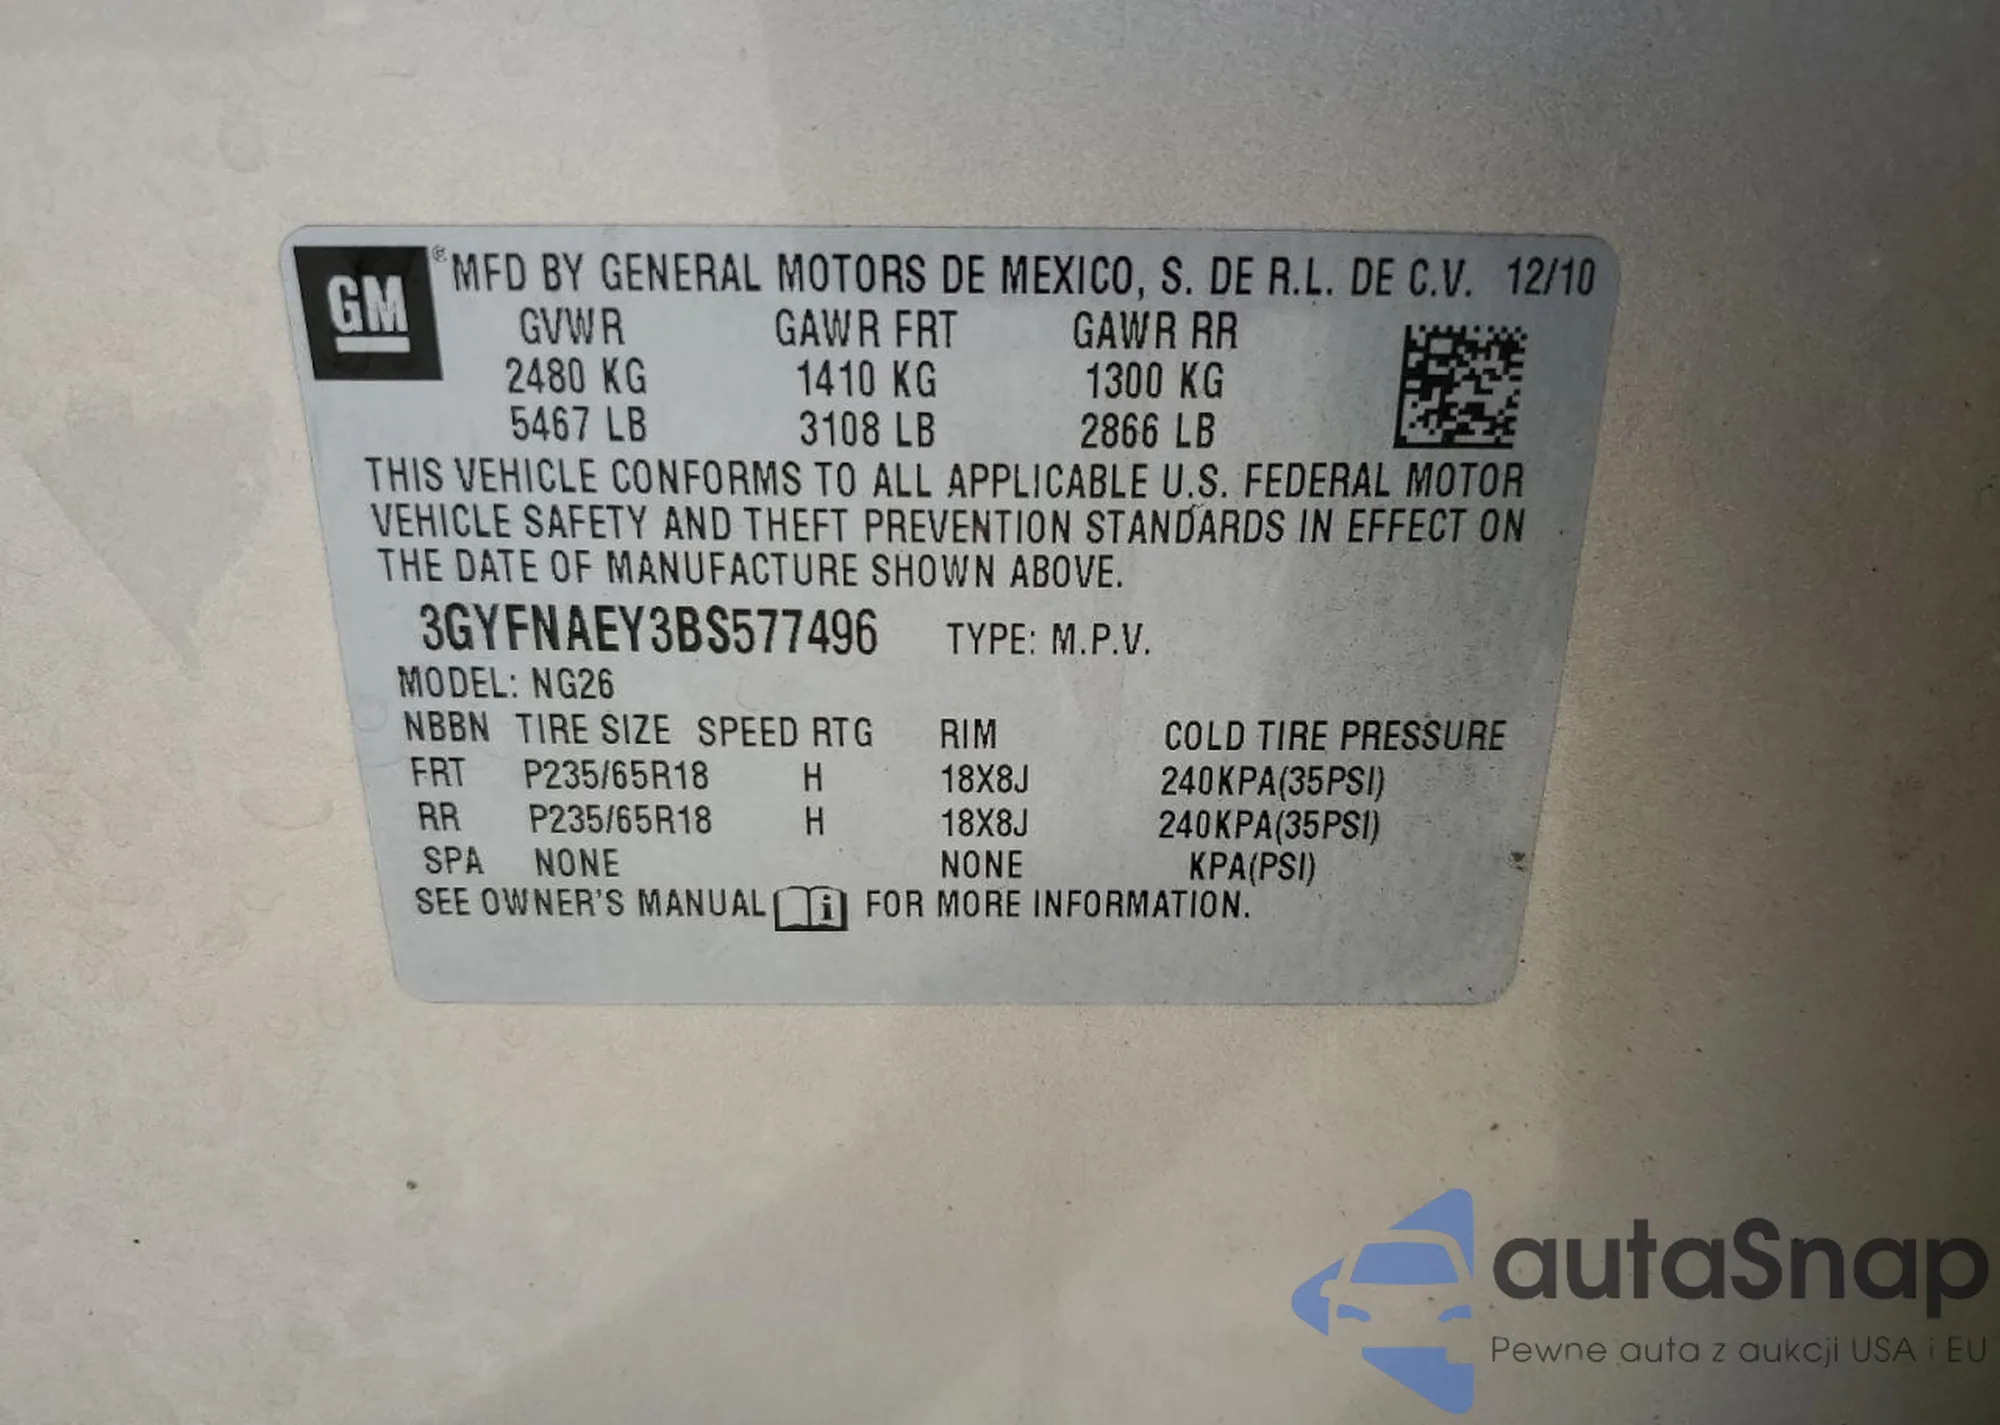 GM ® MFD BY GENERAL MOTORS DE MEXICO, S. DE R.L. DE C.V. 12/10
GVWR GAWR FRT GAWR RR
2480 KG 1410 KG 1300 KG
5467 LB 3108 LB 2866 LB
THIS VEHICLE CONFORMS TO ALL APPLICABLE U.S. FEDERAL MOTOR
VEHICLE SAFETY AND THEFT PREVENTION STANDARDS IN EFFECT ON
THE DATE OF MANUFACTURE SHOWN ABOVE.
3GYFNAEY3BS577496 TYPE: M.P.V.
MODEL: NG26
NBBN TIRE SIZE SPEED RTG RIM COLD TIRE PRESSURE
FRT P235/65R18 H 18X8J 240KPA(35PSI)
RR P235/65R18 H 18X8J 240KPA(35PSI)
SPA NONE NONE KPA(PSI)
SEE OWNER'S MANUAL i FOR MORE INFORMATION.
autaSnap
Pewne auta z aukcji USA i EU